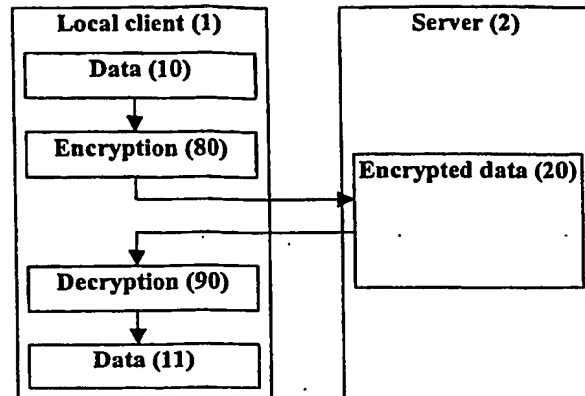 Local client (1)
Data (10)
Encryption (80)
Decryption (90)
Data (11)
Server (2)
Encrypted data (20)